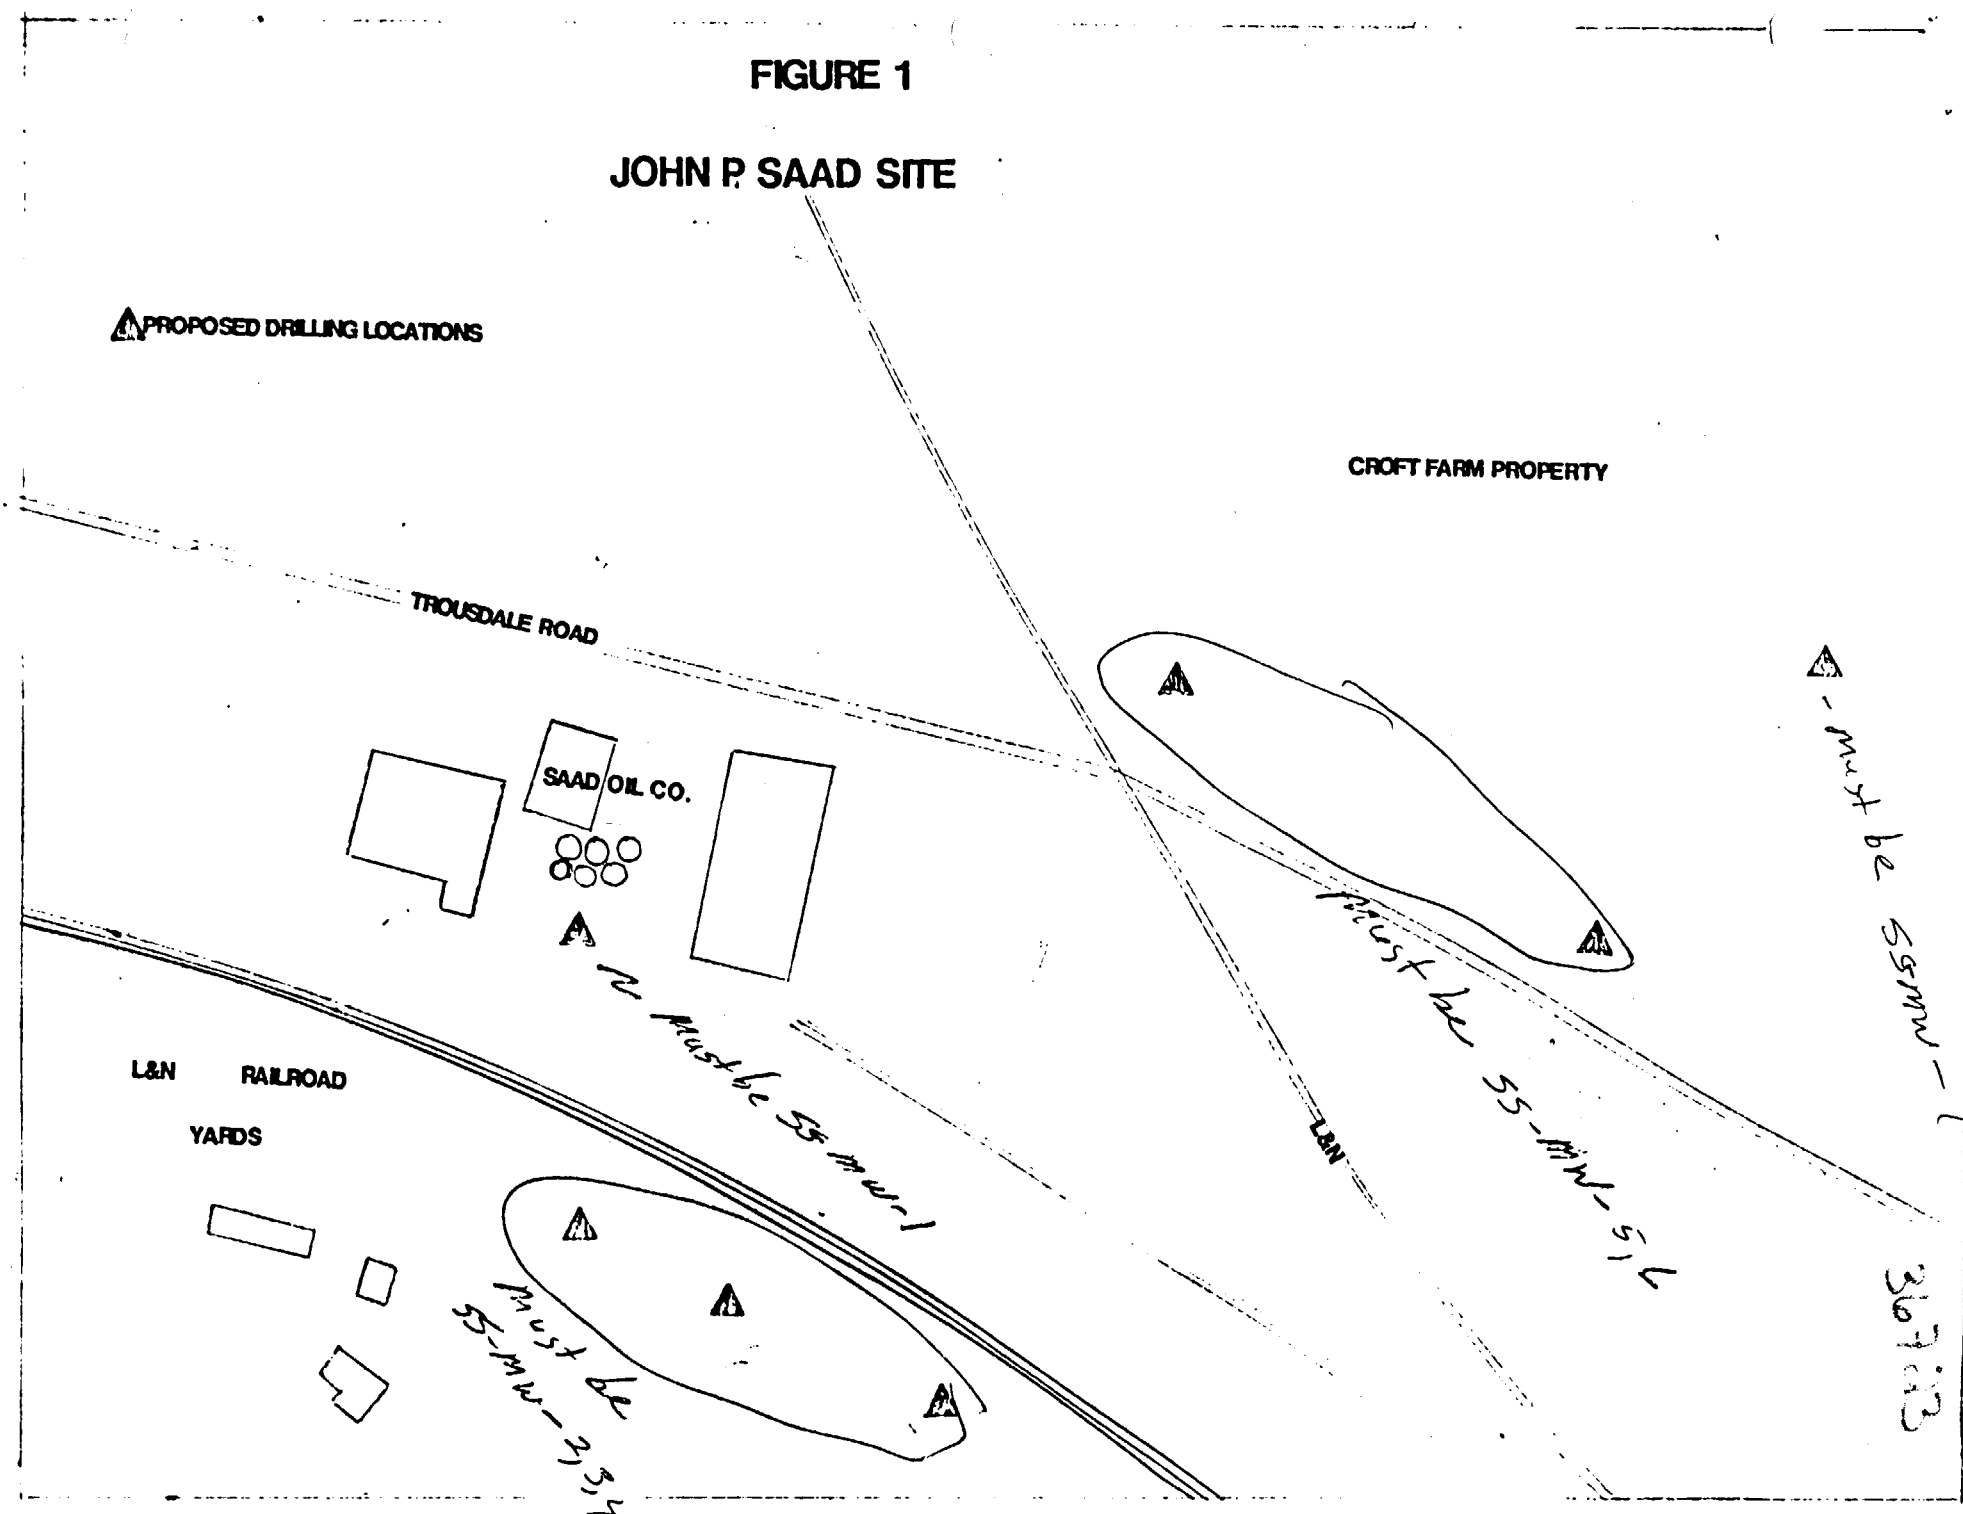 FIGURE 1
JOHN P. SAAD SITE
PROPOSED DRILLING LOCATIONS
CROFT FARM PROPERTY
TROUSDALE ROAD
SAAD OIL CO.
L&N RAILROAD
YARDS
L&N
must be SSMW-1
must be SS-MW-5,6
N must be SS MW-1
must be
SS-MW-2,3,4